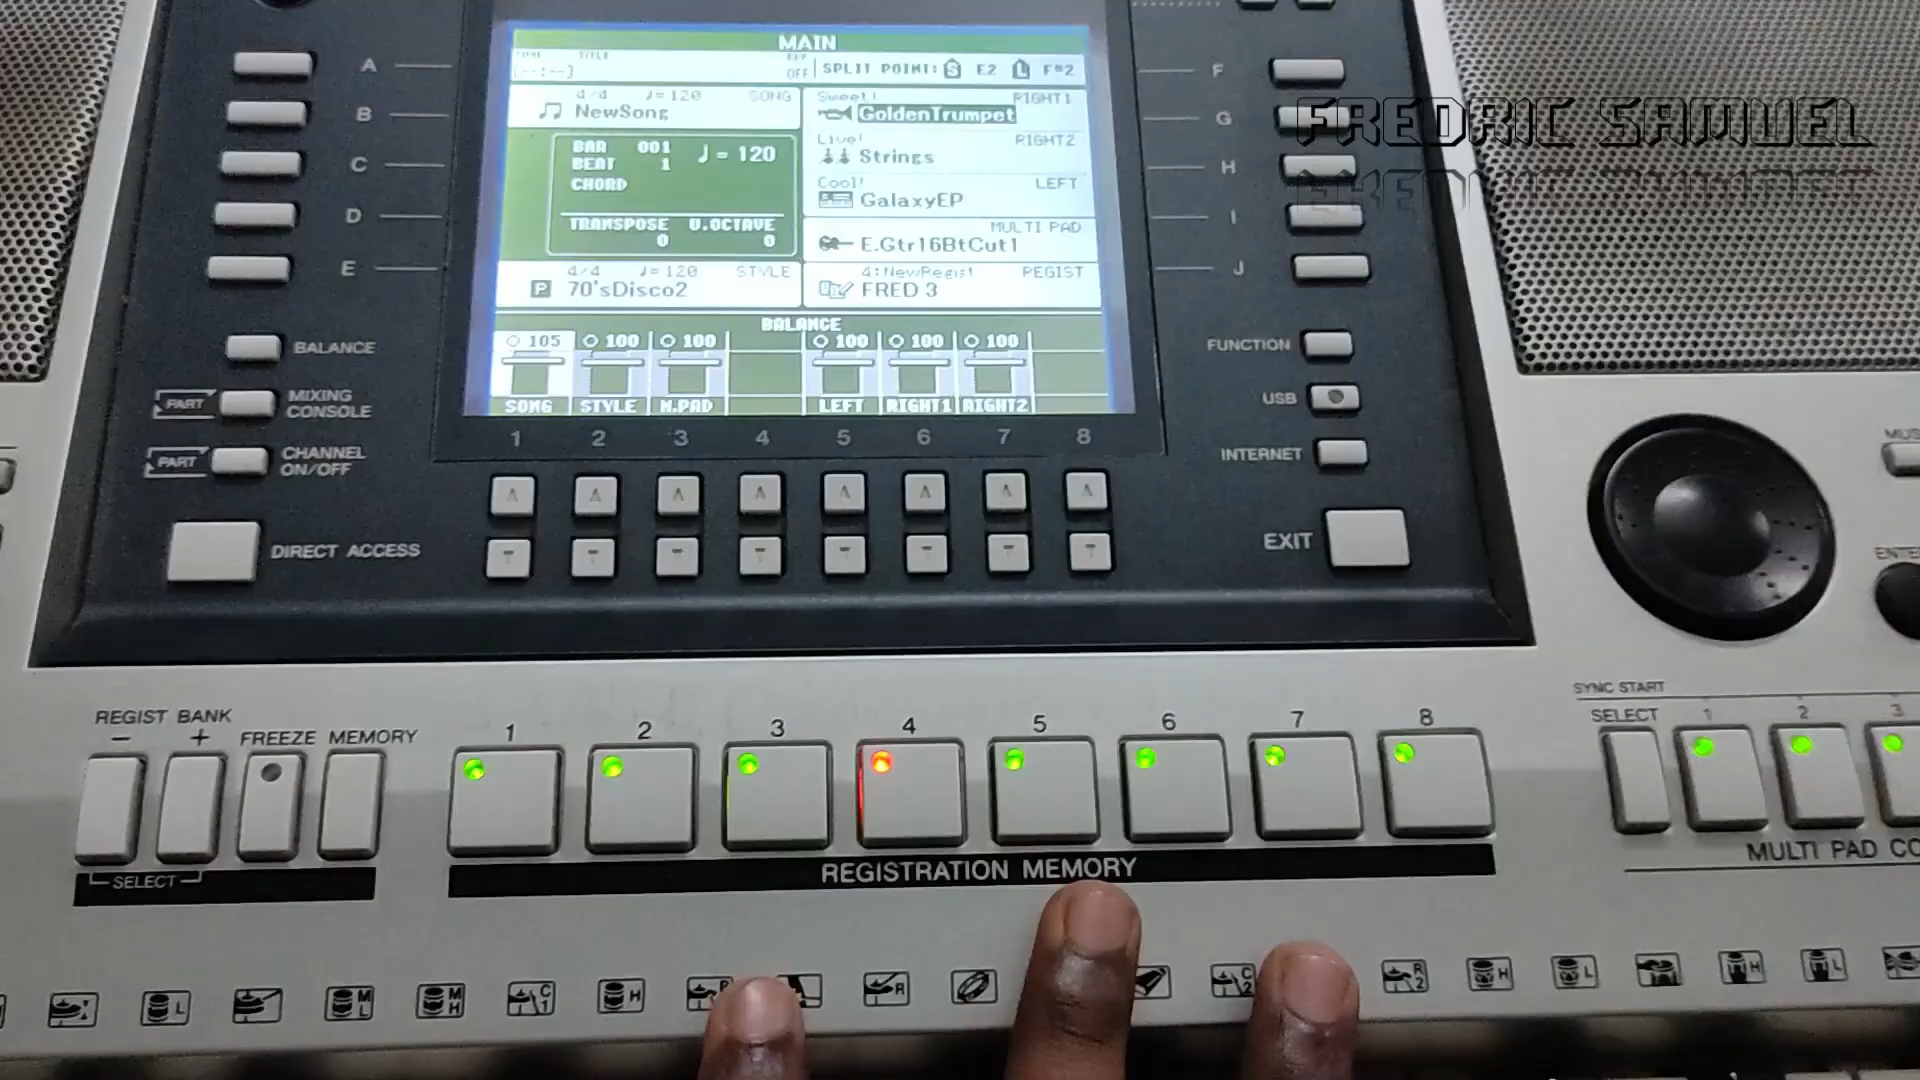 MAIN
TITLE
OFF
SPLIT POINT: S E2 L F#2
4/4 ♩=120 SONG
NewSong
BAR 001
BEAT 1
♩= 120
CHORD
TRANSPOSE U.OCTAVE
0 0
4/4 ♩=120 STYLE
P 70'sDisco2
Sweet! RIGHT1
GoldenTrumpet
Live! RIGHT2
Strings
Cool! LEFT
GalaxyEP
MULTI PAD
E.Gtr16BtCut1
4:NewRegist REGIST
FRED 3
BALANCE
105 100 100 100 100 100
SONG STYLE M.PAD LEFT RIGHT1 RIGHT2
1 2 3 4 5 6 7 8
A
B
C
D
E
F
G
H
I
J
FREDRIC SAMUEL
BALANCE
PART MIXING CONSOLE
PART CHANNEL ON/OFF
DIRECT ACCESS
FUNCTION
USB
INTERNET
EXIT
REGIST BANK
− +
FREEZE MEMORY
SELECT
1 2 3 4 5 6 7 8
REGISTRATION MEMORY
SYNC START
SELECT 1 2 3
MULTI PAD CO
L
M L
M H
C 1
H
R
C 2
R 2
H
L
H
L